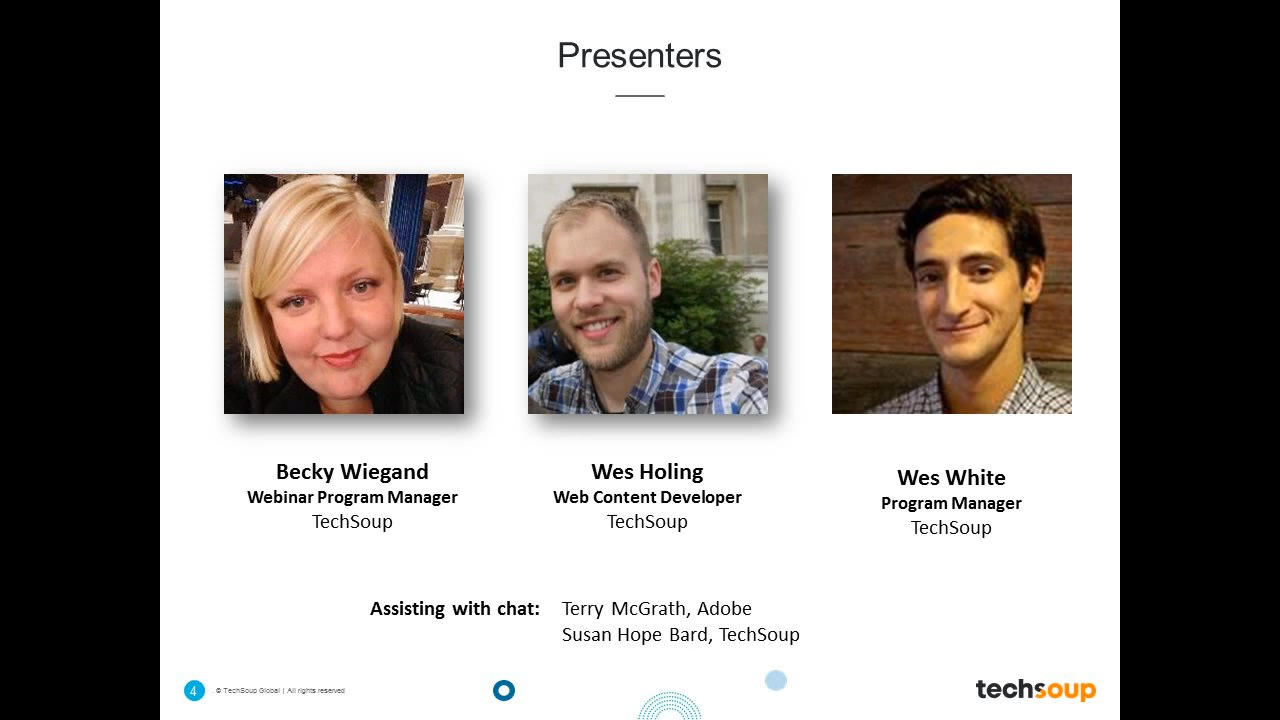 Presenters
Becky Wiegand
Webinar Program Manager
TechSoup
Wes Holing
Web Content Developer
TechSoup
Wes White
Program Manager
TechSoup
Assisting with chat: Terry McGrath, Adobe
Susan Hope Bard, TechSoup
4 . © TechSoup Global | All rights reserved
techsoup